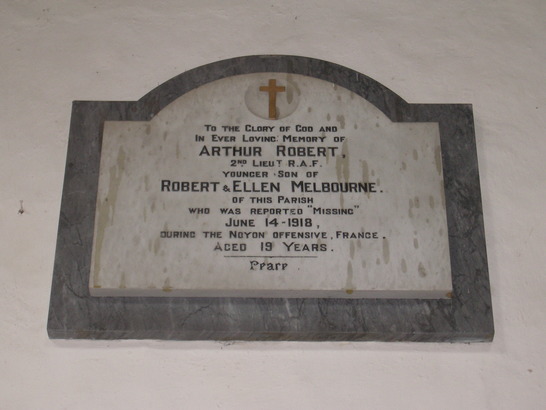 To the Glory of God and
In Ever Loving Memory of
Arthur Robert,
2nd Lieut R.A.F.
Younger Son of
Robert & Ellen Melbourne.
of this Parish
who was reported "Missing"
June 14-1918,
during the Noyon offensive, France.
Aged 19 Years.
Peace